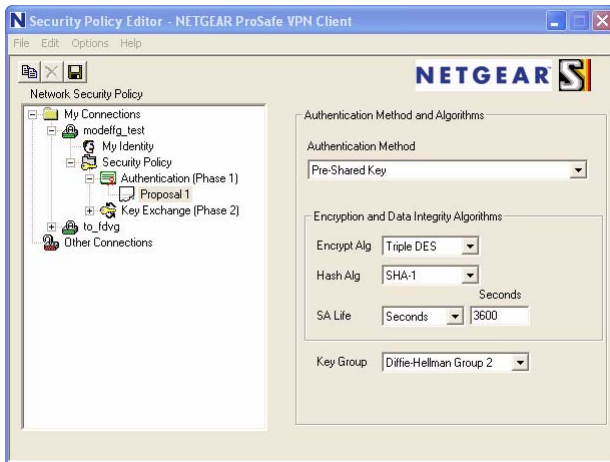 N Security Policy Editor - NETGEAR ProSafe VPN Client
File Edit Options Help
NETGEAR
Network Security Policy
My Connections
modeffg_test
My Identity
Security Policy
Authentication (Phase 1)
Proposal 1
Key Exchange (Phase 2)
to_fdvg
Other Connections
Authentication Method and Algorithms
Authentication Method
Pre-Shared Key
Encryption and Data Integrity Algorithms
Encrypt Alg Triple DES
Hash Alg SHA-1
Seconds
SA Life Seconds 3600
Key Group Diffie-Hellman Group 2